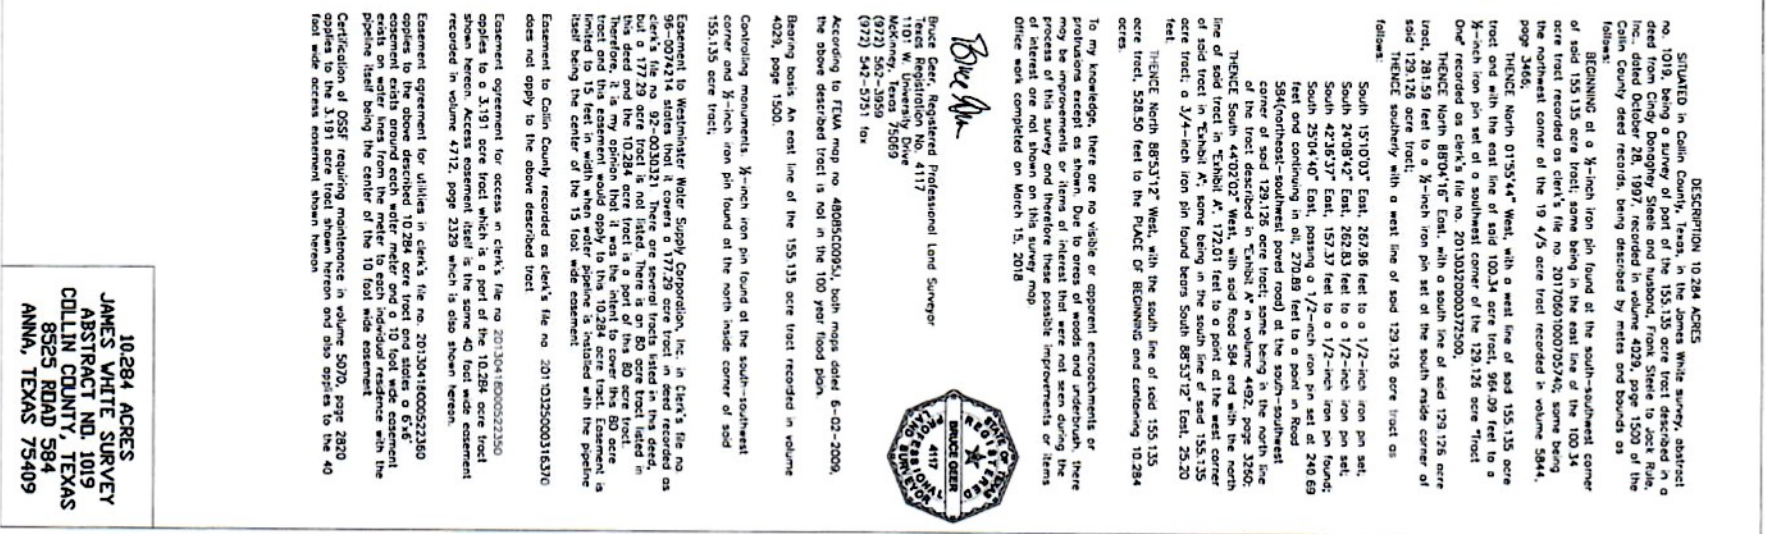 DESCRIPTION 10.284 ACRES
SITUATED in Collin County, Texas, in the James White survey, abstract
no. 1019, being a survey of part of the 155.135 acre tract described in a
deed from Cindy Donaghey Steele and husband, Frank Steele to Jack Rule,
Inc., dated October 28, 1997, recorded in volume 4029, page 1500 of the
Collin County deed records, being described by metes and bounds as
follows:
BEGINNING at a ½-inch iron pin found at the south-southwest corner
of said 155.135 acre tract; same being in the east line of the 100.34
acre tract recorded as clerk's file no. 20170601000705740; same being
the northwest corner of the 19 4/5 acre tract recorded in volume 5844,
page 3466;
THENCE North 01°55'44" West, with a west line of said 155.135 acre
tract and with the east line of said 100.34 acre tract, 964.09 feet to a
½-inch iron pin set at a southwest corner of the 129.126 acre "Tract
One" recorded as clerk's file no. 20130320000372500;
THENCE North 88°04'16" East, with a south line of said 129.126 acre
tract, 281.59 feet to a ½-inch iron pin set at the south inside corner of
said 129.126 acre tract;
THENCE southerly with a west line of said 129.126 acre tract as
follows:
South 15°10'03" East, 267.96 feet to a 1/2-inch iron pin set;
South 24°08'42" East, 262.83 feet to a 1/2-inch iron pin set;
South 42°36'37" East, 157.37 feet to a 1/2-inch iron pin found;
South 25°04'40" East, passing a 1/2-inch iron pin set at 240.69
feet and continuing in all, 270.89 feet to a point in Road
584(northeast-southwest paved road) at the south-southwest
corner of said 129.126 acre tract; same being in the north line
of the tract described in "Exhibit A" volume 4492, page 3260;
THENCE South 44°02'02" West, with said Road 584 and with the north
line of said tract in "Exhibit A", 172.01 feet to a point at the west corner
of said tract in "Exhibit A"; same being in the south line of said 155.135
acre tract; a 3/4-inch iron pin found bears South 88°53'12" East, 25.20
feet.
THENCE North 88°53'12" West, with the south line of said 155.135
acre tract, 528.50 feet to the PLACE OF BEGINNING and containing 10.284
acres.
To my knowledge, there are no visible or apparent encroachments or
protrusions except as shown. Due to areas of woods and underbrush, there
may be improvements or items of interest that were not seen during the
process of this survey and therefore these possible improvements or items
of interest are not shown on this survey map
Office work completed on March 15, 2018
Bruce Geer
Bruce Geer, Registered Professional Land Surveyor
Texas Registration No. 4117
1101 W. University Drive
McKinney, Texas 75069
(972) 562-3959
(972) 542-5751 fax
STATE OF TEXAS
REGISTERED
BRUCE GEER
4117
PROFESSIONAL
LAND SURVEYOR
According to FEMA map no 48085C0095J, both maps dated 6-02-2009,
the above described tract is not in the 100 year flood plan.
Bearing basis: An east line of the 155.135 acre tract recorded in volume
4029, page 1500.
Controlling monuments: ½-inch iron pin found at the south-southwest
corner and ½-inch iron pin found at the north inside corner of said
155.135 acre tract;
Easement to Westminster Water Supply Corporation, Inc. in Clerk's file no
96-0074214 states that it covers a 177.29 acre tract in deed recorded as
clerk's file no. 92-0030321 There are several tracts listed in this deed,
but a 177.29 acre tract is not listed. There is an 80 acre tract listed in
this deed and the 10.284 acre tract is a part of this 80 acre tract.
Therefore, it is my opinion that it was the intent to cover this 80 acre
tract and this easement would apply to this 10.284 acre tract. Easement is
limited to 15 feet in width when water pipeline is installed with the pipeline
itself being the center of the 15 foot wide easement
Easement to Collin County recorded as clerk's file no 20110325000316370
does not apply to the above described tract
Easement agreement for access in clerk's file no 20130418000522350
applies to a 3.191 acre tract which is a part of the 10.284 acre tract
shown hereon. Access easement itself is the same 40 foot wide easement
recorded in volume 4712, page 2329 which is also shown hereon.
Easement agreement for utilities in clerk's file no. 20130418000522360
applies to the above described 10.284 acre tract and states a 6'x6'
easement exists around each water meter and a 10 foot wide easement
exists on water lines from the meter to each individual residence with the
pipeline itself being the center of the 10 foot wide easement
Certification of OSSF requiring maintenance in volume 5070, page 2820
applies to the 3.191 acre tract shown hereon and also applies to the 40
foot wide access easement shown hereon
10.284 ACRES
JAMES WHITE SURVEY
ABSTRACT NO. 1019
COLLIN COUNTY, TEXAS
8525 ROAD 584
ANNA, TEXAS 75409